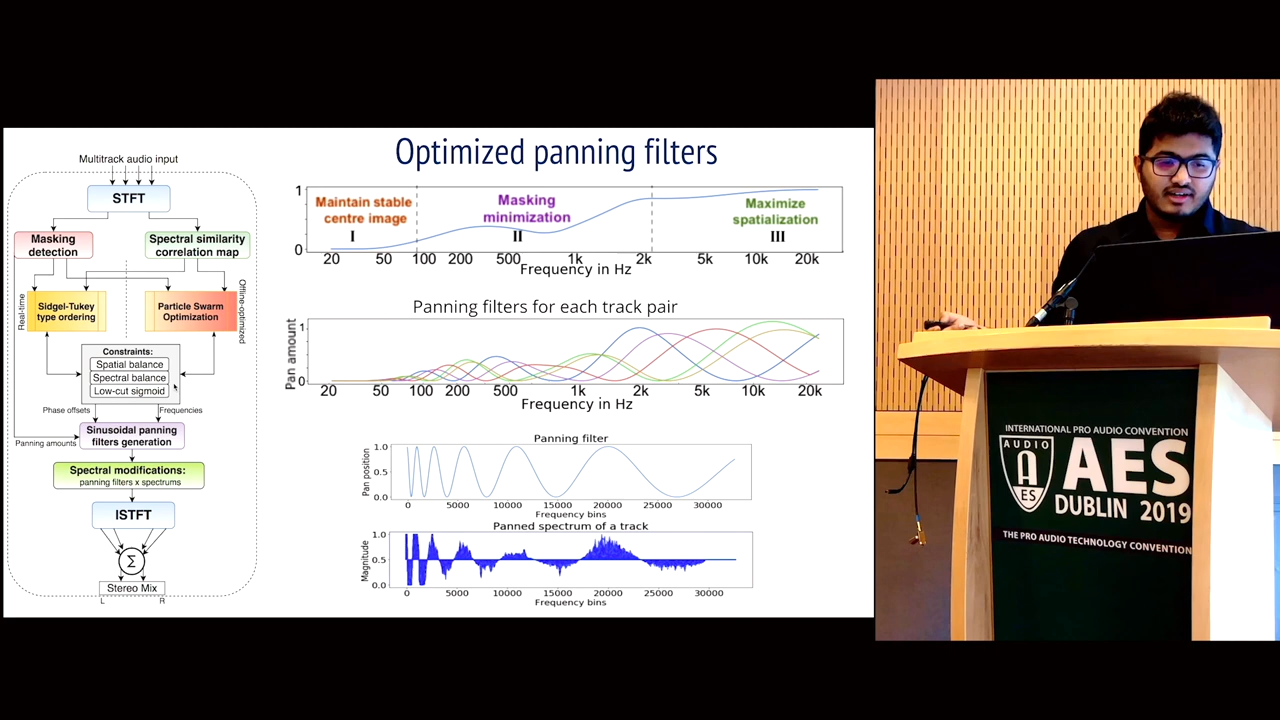 Optimized panning filters
Multitrack audio input
STFT
Masking
detection
Spectral similarity
correlation map
Real-time
Sidgel-Tukey
type ordering
Particle Swarm
Optimization
Offline-optimized
Constraints:
Spatial balance
Spectral balance
Low-cut sigmoid
Phase offsets
Frequencies
Panning amounts
Sinusoidal panning
filters generation
Spectral modifications:
panning filters x spectrums
ISTFT
Σ
Stereo Mix
L R
1
Maintain stable
centre image
I
Masking
minimization
II
Maximize
spatialization
III
0
20 50 100 200 500 1k 2k 5k 10k 20k
Frequency in Hz
Panning filters for each track pair
Pan amount
1
0
20 50 100 200 500 1k 2k 5k 10k 20k
Frequency in Hz
Panning filter
Pan position
1.0
0.5
0.0
0 5000 10000 15000 20000 25000 30000
Frequency bins
Panned spectrum of a track
Magnitude
1.0
0.5
0.0
0 5000 10000 15000 20000 25000 30000
Frequency bins
INTERNATIONAL PRO AUDIO CONVENTION
AUDIO
A
ES
AES
DUBLIN 2019
THE PRO AUDIO TECHNOLOGY CONVENTION